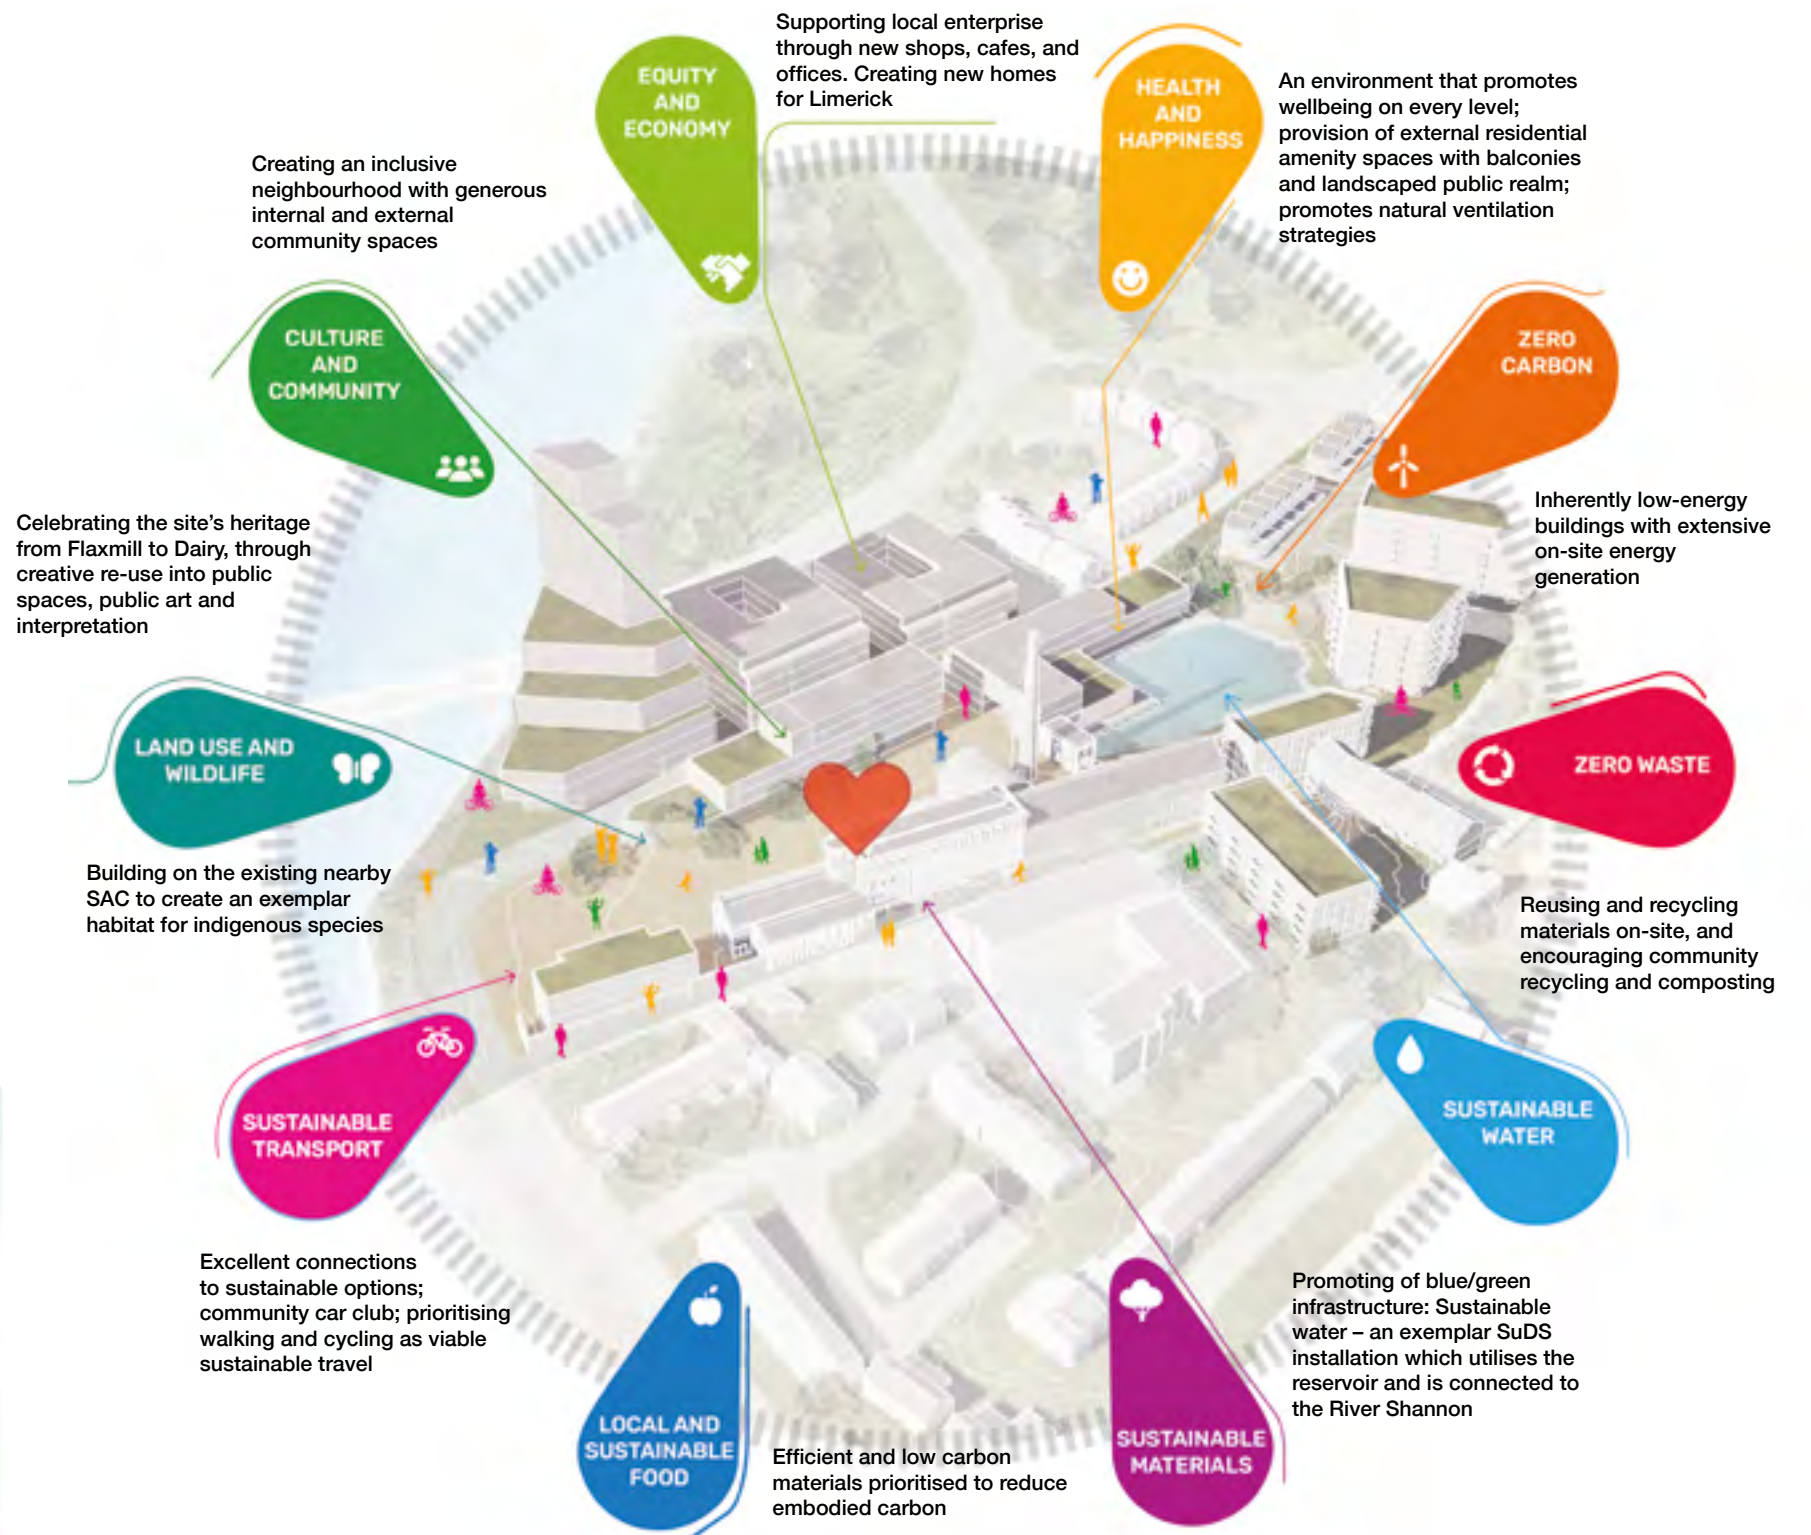 Supporting local enterprise
through new shops, cafes, and
offices. Creating new homes
for Limerick
EQUITY
AND
ECONOMY
HEALTH
AND
HAPPINESS
An environment that promotes
wellbeing on every level;
provision of external residential
amenity spaces with balconies
and landscaped public realm;
promotes natural ventilation
strategies
Creating an inclusive
neighbourhood with generous
internal and external
community spaces
CULTURE
AND
COMMUNITY
ZERO
CARBON
Celebrating the site's heritage
from Flaxmill to Dairy, through
creative re-use into public
spaces, public art and
interpretation
Inherently low-energy
buildings with extensive
on-site energy
generation
LAND USE AND
WILDLIFE
ZERO WASTE
Building on the existing nearby
SAC to create an exemplar
habitat for indigenous species
Reusing and recycling
materials on-site, and
encouraging community
recycling and composting
SUSTAINABLE
TRANSPORT
SUSTAINABLE
WATER
Excellent connections
to sustainable options;
community car club; prioritising
walking and cycling as viable
sustainable travel
Promoting of blue/green
infrastructure: Sustainable
water – an exemplar SuDS
installation which utilises the
reservoir and is connected to
the River Shannon
LOCAL AND
SUSTAINABLE
FOOD
Efficient and low carbon
materials prioritised to reduce
embodied carbon
SUSTAINABLE
MATERIALS